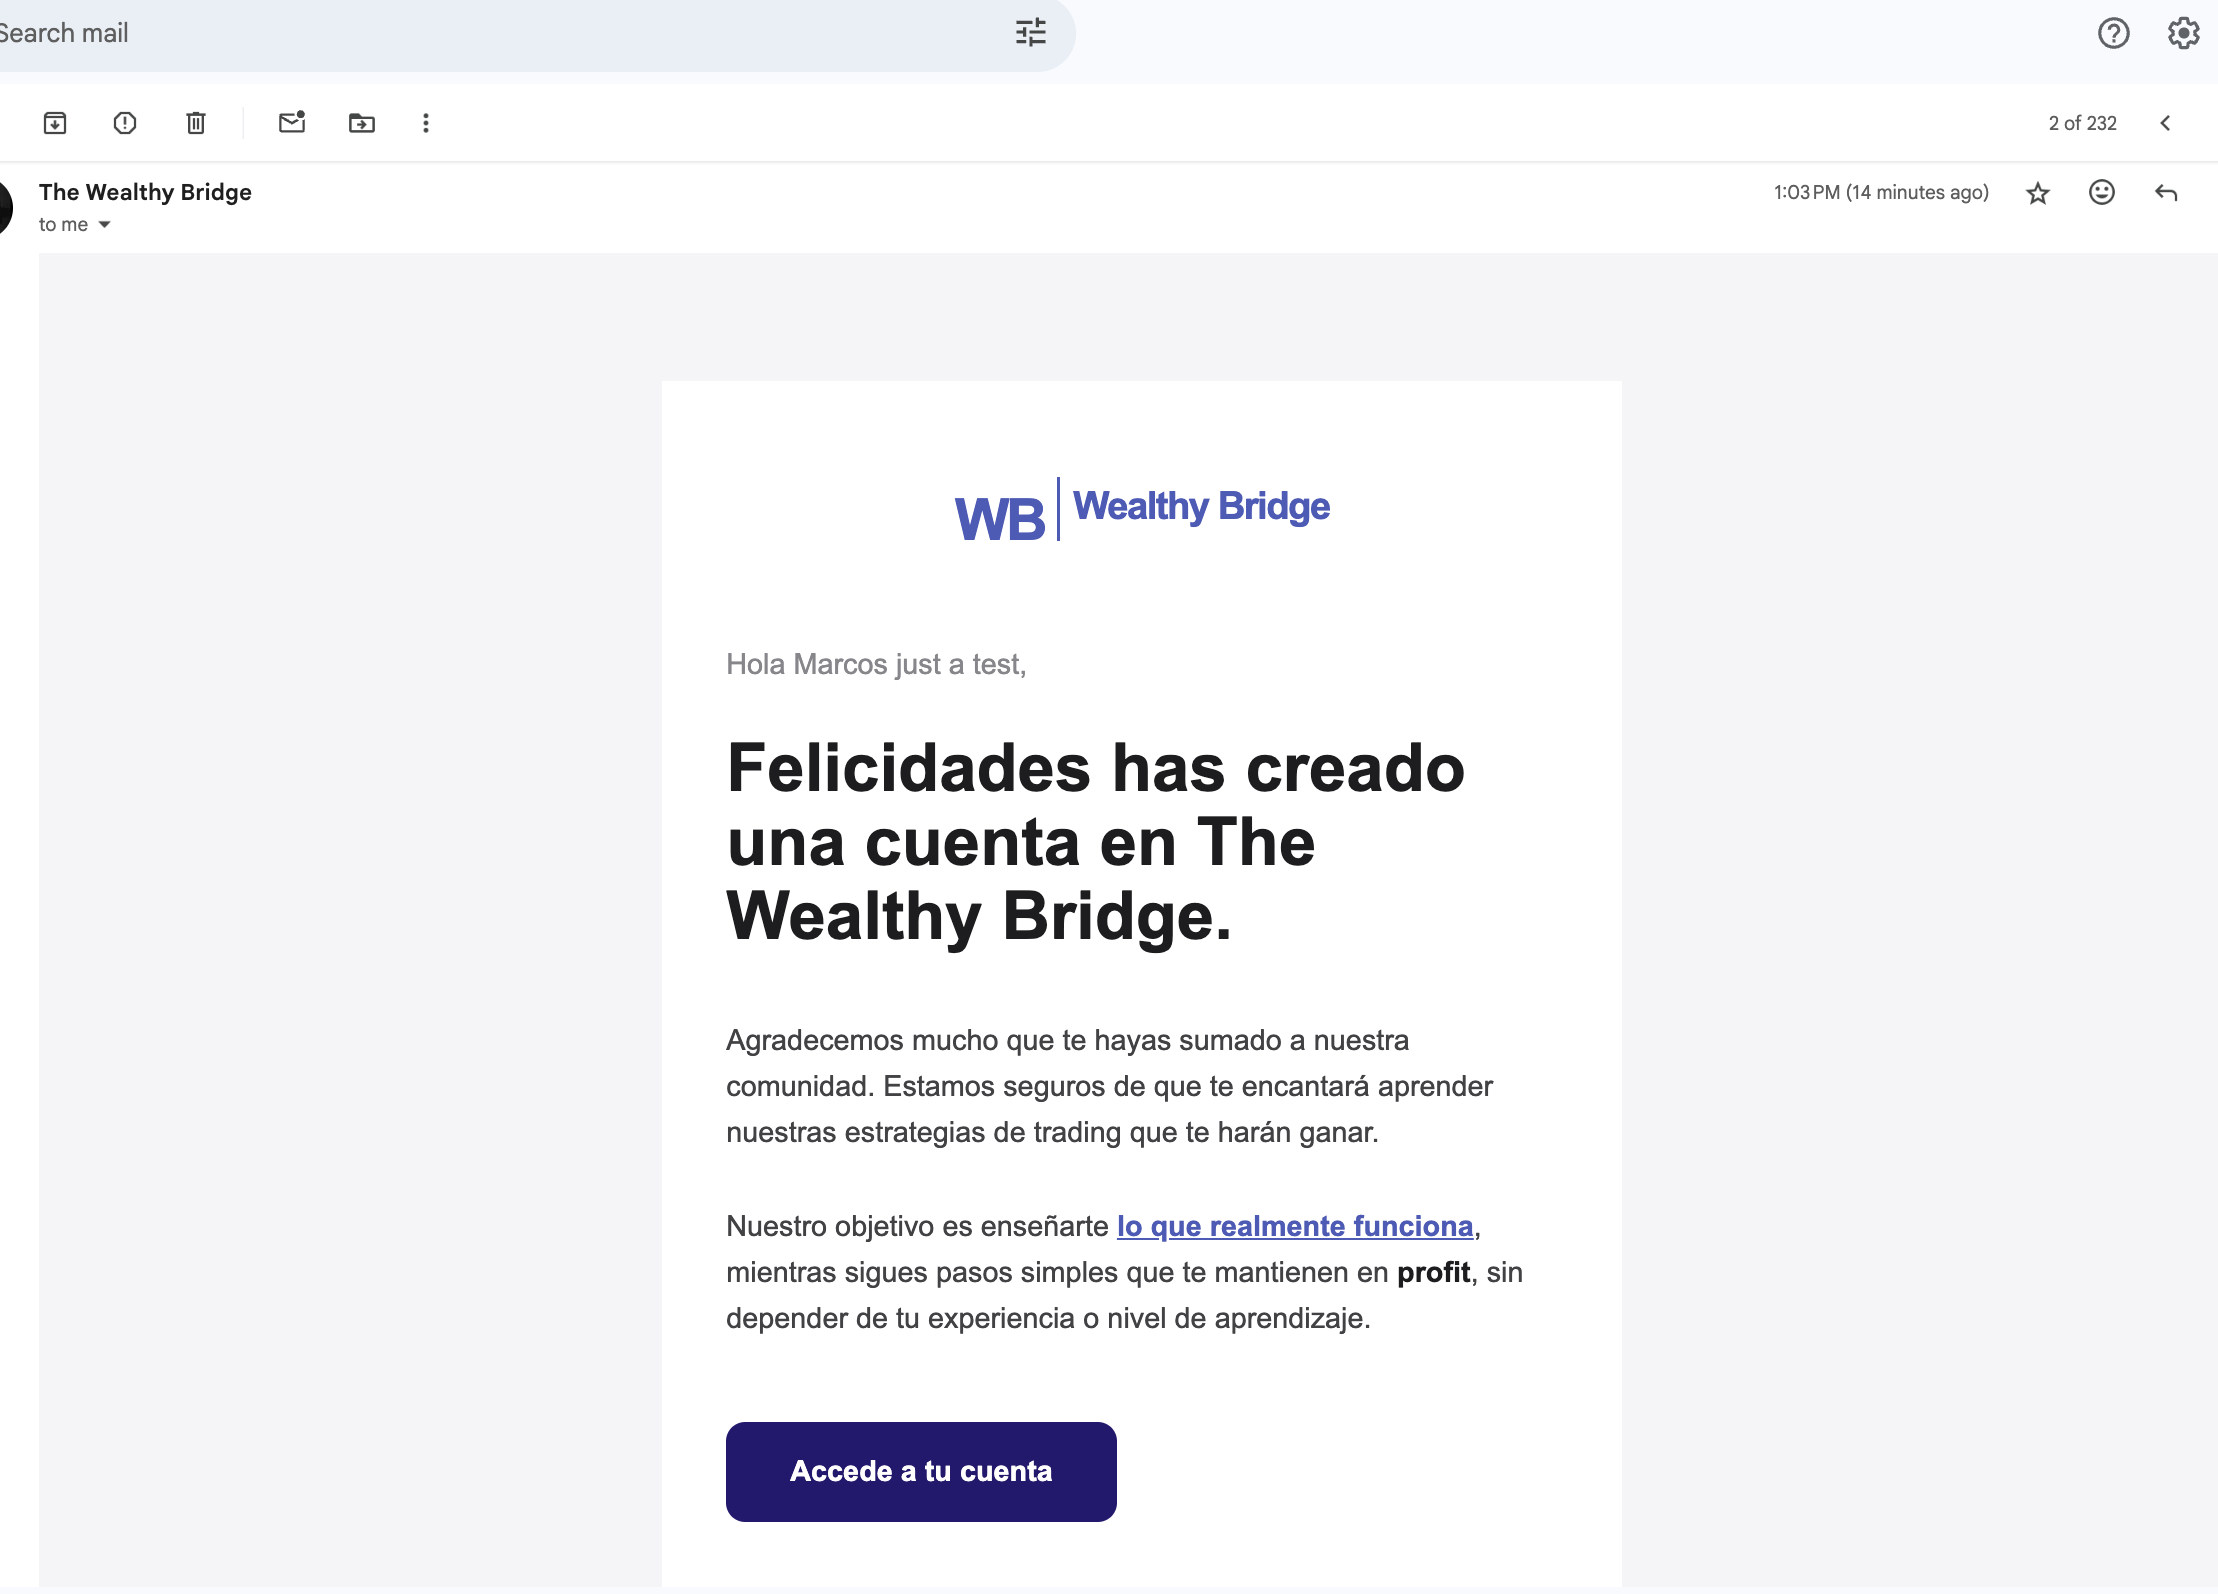 Search mail
2 of 232
The Wealthy Bridge
1:03 PM (14 minutes ago)
to me
WB | Wealthy Bridge
Hola Marcos just a test,
Felicidades has creado
una cuenta en The
Wealthy Bridge.
Agradecemos mucho que te hayas sumado a nuestra
comunidad. Estamos seguros de que te encantará aprender
nuestras estrategias de trading que te harán ganar.
Nuestro objetivo es enseñarte lo que realmente funciona,
mientras sigues pasos simples que te mantienen en profit, sin
depender de tu experiencia o nivel de aprendizaje.
Accede a tu cuenta